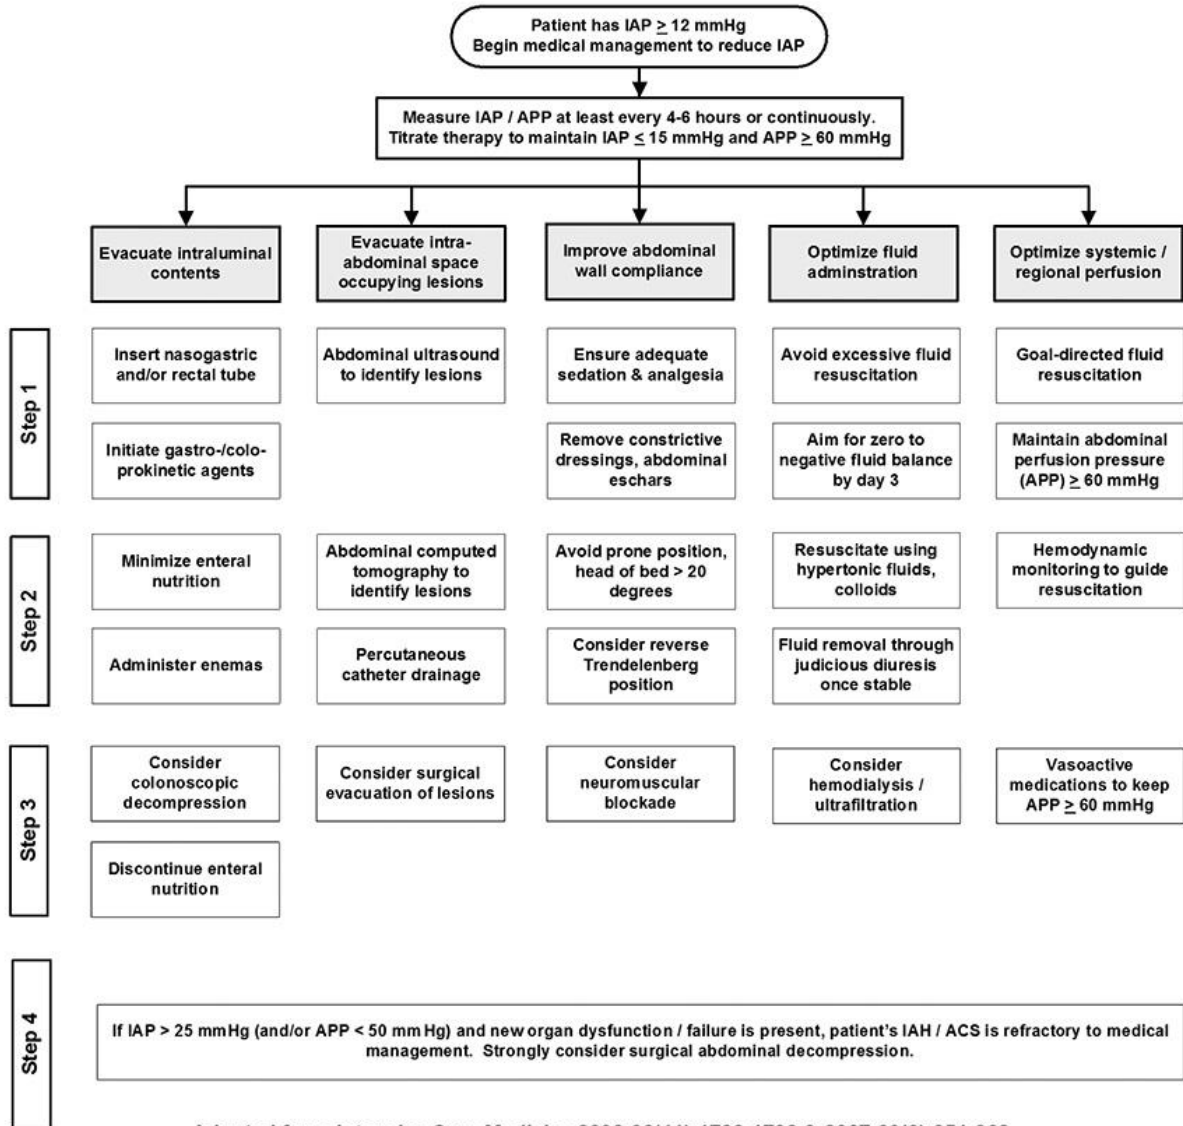 Patient has IAP ≥ 12 mmHg
Begin medical management to reduce IAP
Measure IAP / APP at least every 4-6 hours or continuously.
Titrate therapy to maintain IAP ≤ 15 mmHg and APP ≥ 60 mmHg
Evacuate intraluminal
contents
Evacuate intra-
abdominal space
occupying lesions
Improve abdominal
wall compliance
Optimize fluid
adminstration
Optimize systemic /
regional perfusion
Step 1
Insert nasogastric
and/or rectal tube
Abdominal ultrasound
to identify lesions
Ensure adequate
sedation & analgesia
Avoid excessive fluid
resuscitation
Goal-directed fluid
resuscitation
Initiate gastro-/colo-
prokinetic agents
Remove constrictive
dressings, abdominal
eschars
Aim for zero to
negative fluid balance
by day 3
Maintain abdominal
perfusion pressure
(APP) ≥ 60 mmHg
Step 2
Minimize enteral
nutrition
Abdominal computed
tomography to
identify lesions
Avoid prone position,
head of bed > 20
degrees
Resuscitate using
hypertonic fluids,
colloids
Hemodynamic
monitoring to guide
resuscitation
Administer enemas
Percutaneous
catheter drainage
Consider reverse
Trendelenberg
position
Fluid removal through
judicious diuresis
once stable
Step 3
Consider
colonoscopic
decompression
Consider surgical
evacuation of lesions
Consider
neuromuscular
blockade
Consider
hemodialysis /
ultrafiltration
Vasoactive
medications to keep
APP ≥ 60 mmHg
Discontinue enteral
nutrition
Step 4
If IAP > 25 mmHg (and/or APP < 50 mmHg) and new organ dysfunction / failure is present, patient's IAH / ACS is refractory to medical
management. Strongly consider surgical abdominal decompression.